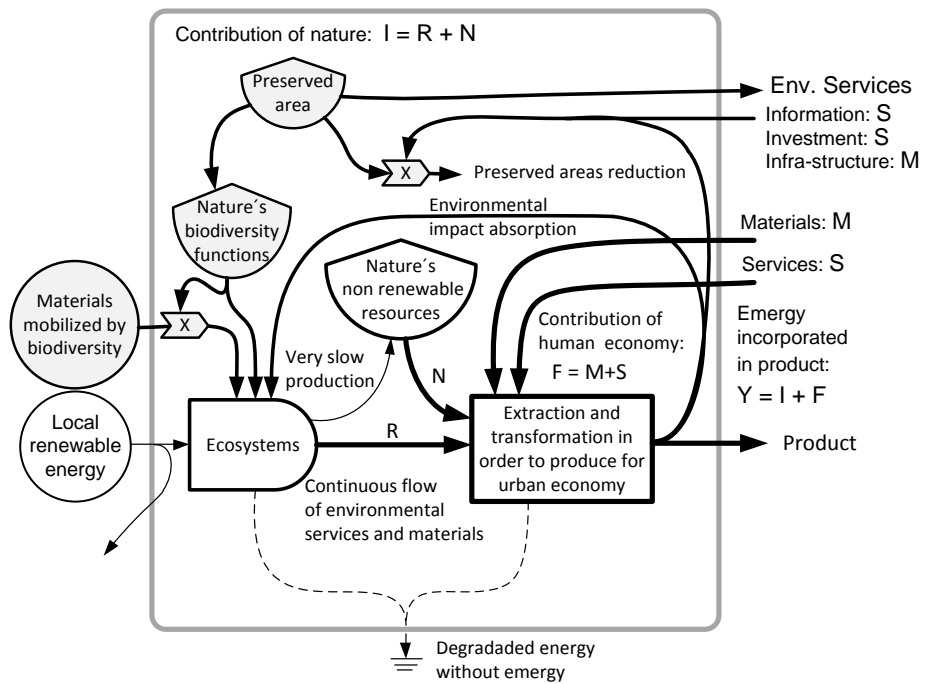 Contribution of nature: I = R + N
Preserved
area
Env. Services
Information: S
Investment: S
Infra-structure: M
X
Preserved areas reduction
Nature´s
biodiversity
functions
Environmental
impact absorption
Materials: M
Services: S
Nature´s
non renewable
resources
Materials
mobilized by
biodiversity
X
Contribution of
human economy:
F = M+S
Emergy
incorporated
in product:
Y = I + F
Very slow
production
N
Local
renewable
energy
Ecosystems
R
Extraction and
transformation in
order to produce for
urban economy
Product
Continuous flow
of environmental
services and materials
Degradaded energy
without emergy